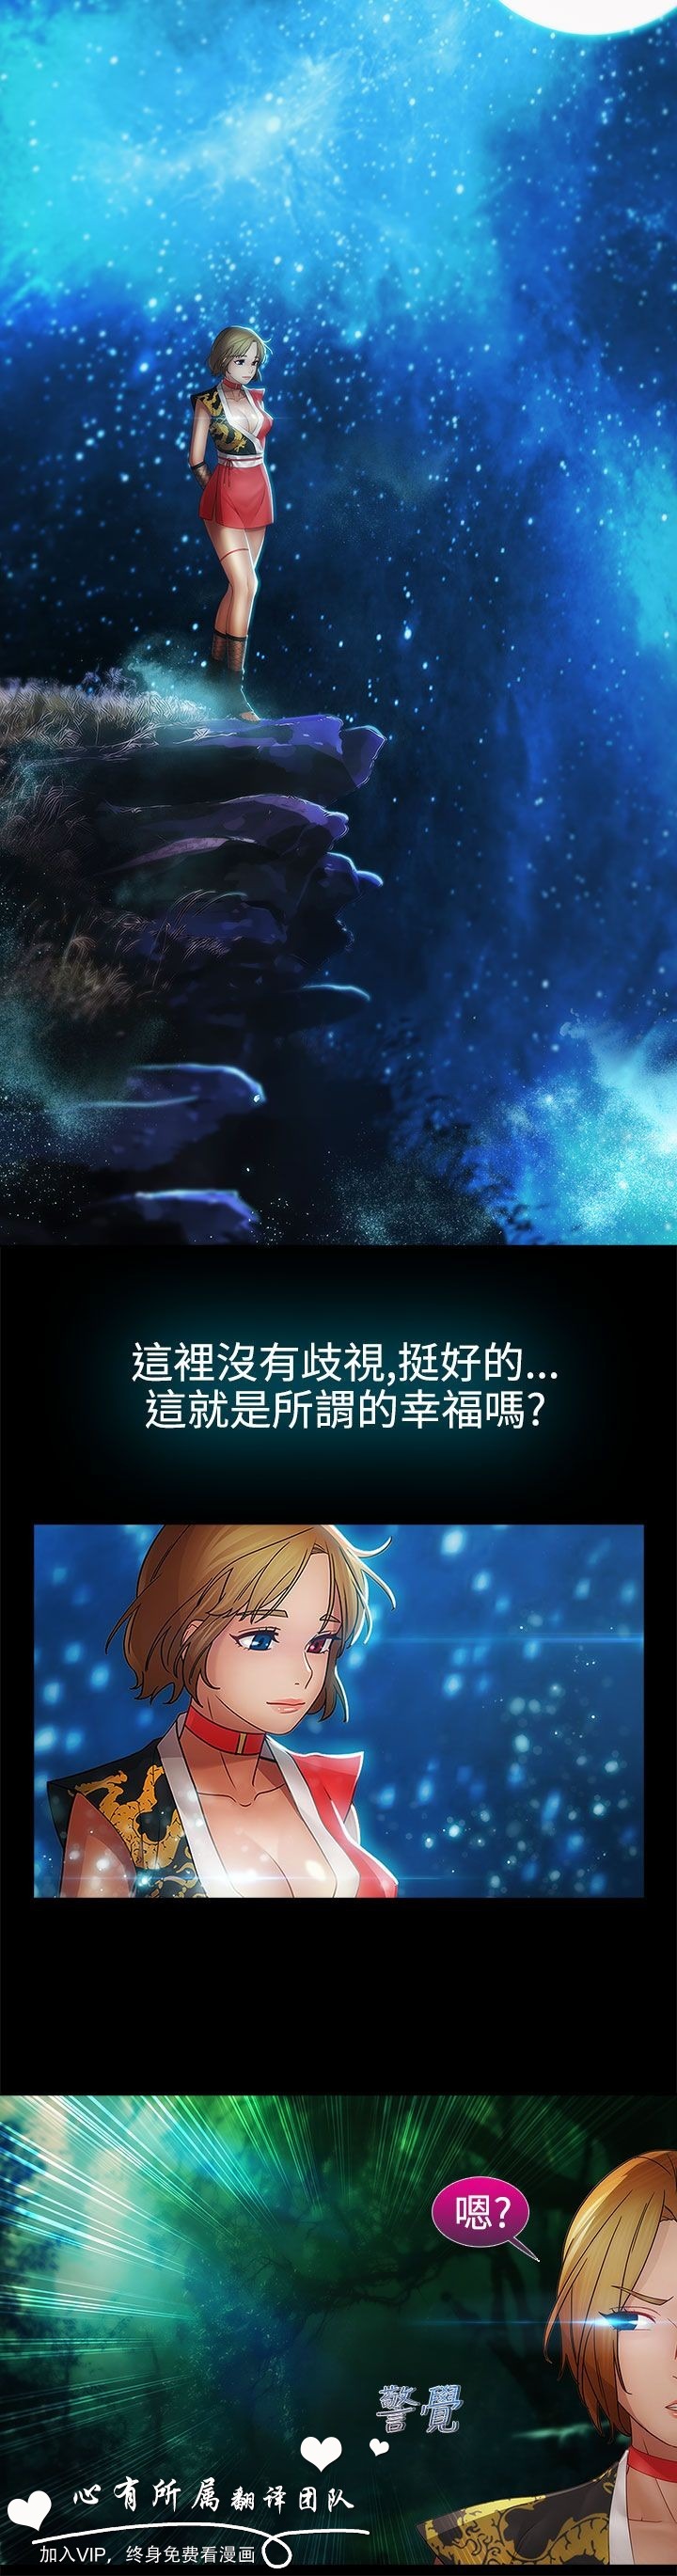 這裡沒有歧視,挺好的...
這就是所謂的幸福嗎?
嗯?
警覺
心有所属翻译团队
加入VIP，终身免费看漫画